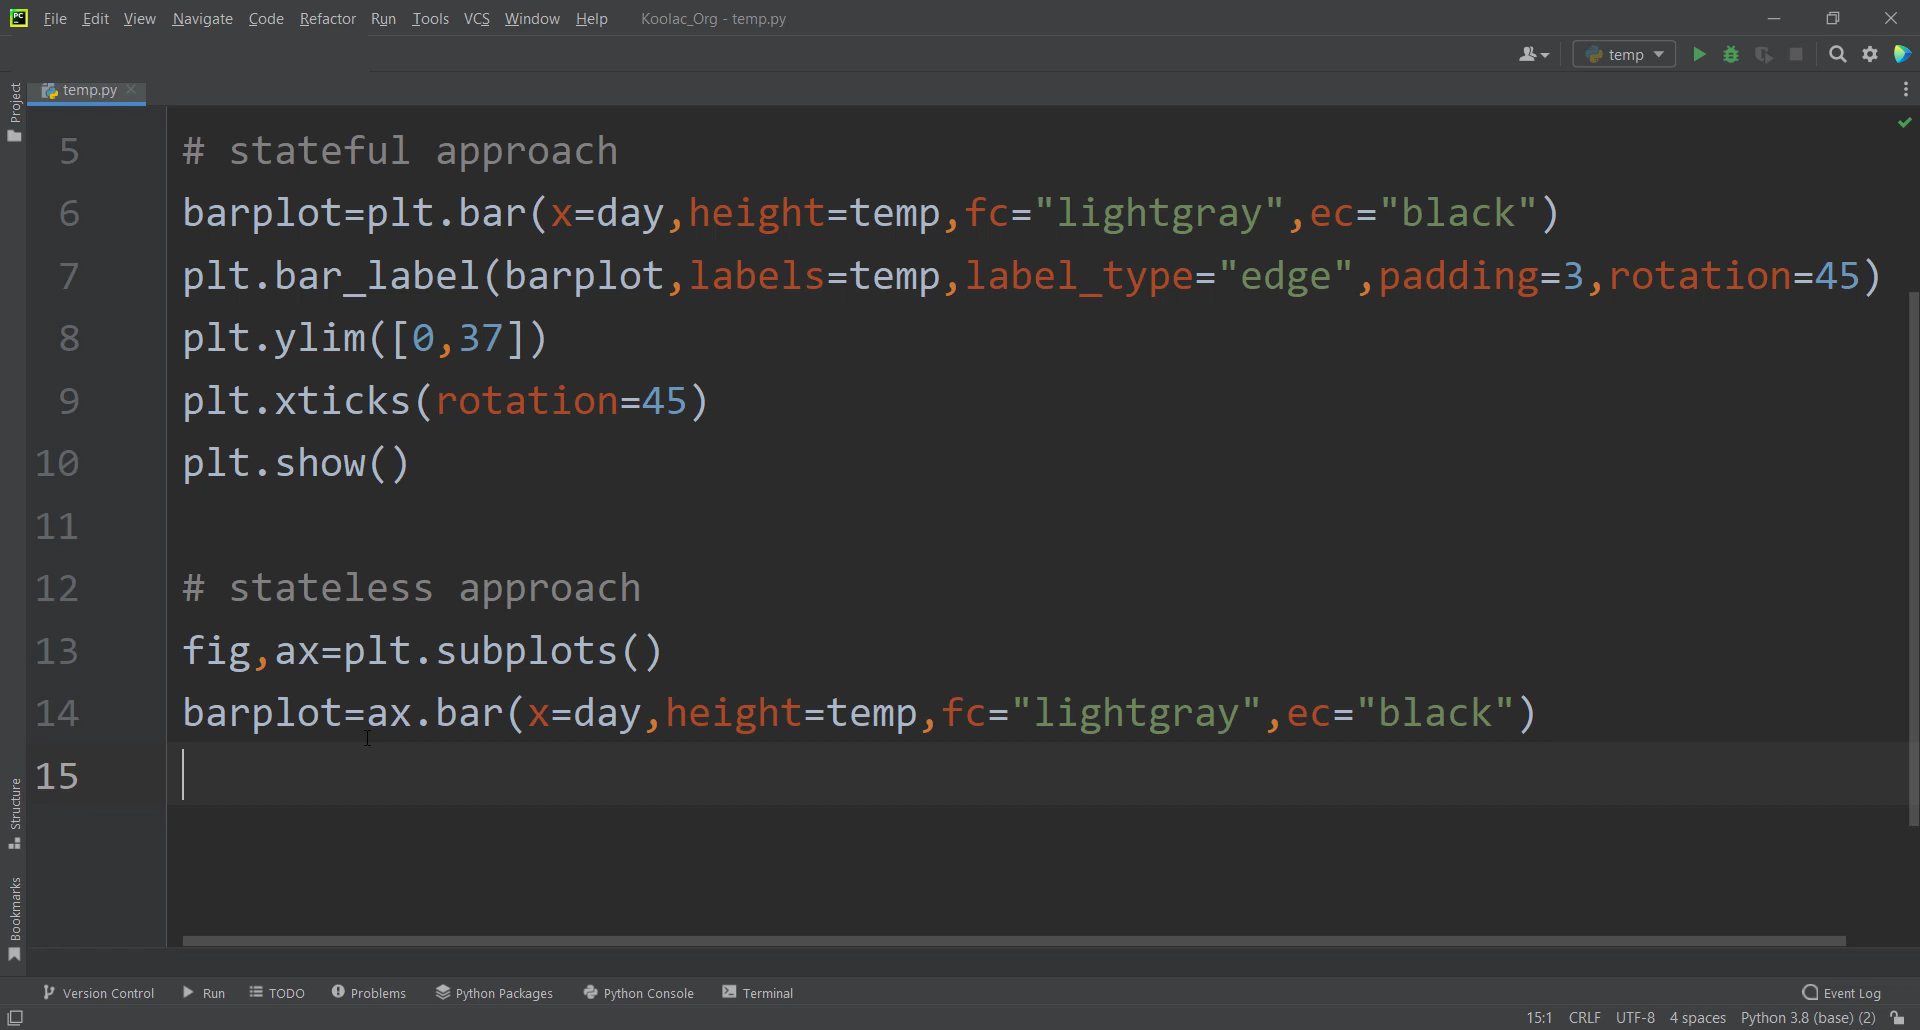 PC File Edit View Navigate Code Refactor Run Tools VCS Window Help Koolac_Org - temp.py
temp
Project temp.py
5 # stateful approach
6 barplot=plt.bar(x=day,height=temp,fc="lightgray",ec="black")
7 plt.bar_label(barplot,labels=temp,label_type="edge",padding=3,rotation=45)
8 plt.ylim([0,37])
9 plt.xticks(rotation=45)
10 plt.show()
11
12 # stateless approach
13 fig,ax=plt.subplots()
14 barplot=ax.bar(x=day,height=temp,fc="lightgray",ec="black")
15
Structure
Bookmarks
Version Control Run TODO Problems Python Packages Python Console Terminal Event Log
15:1 CRLF UTF-8 4 spaces Python 3.8 (base) (2)